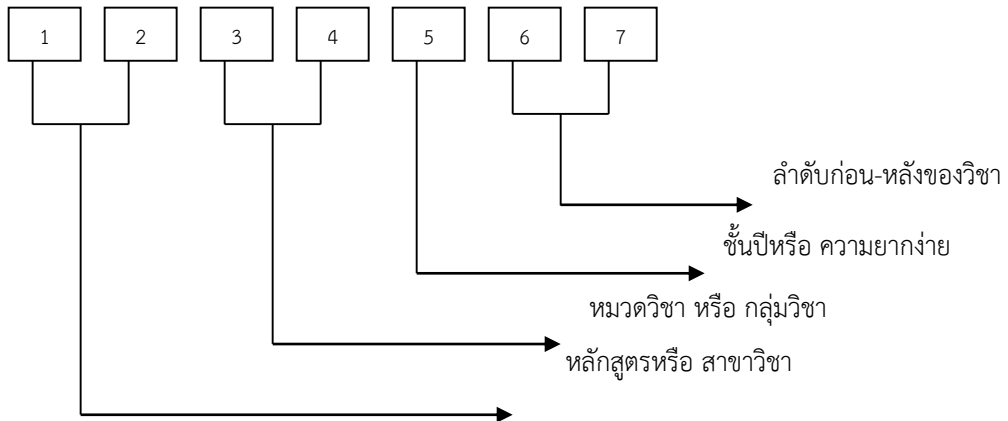 1 2 3 4 5 6 7
ลำดับก่อน-หลังของวิชา
ชั้นปีหรือ ความยากง่าย
หมวดวิชา หรือ กลุ่มวิชา
หลักสูตรหรือ สาขาวิชา